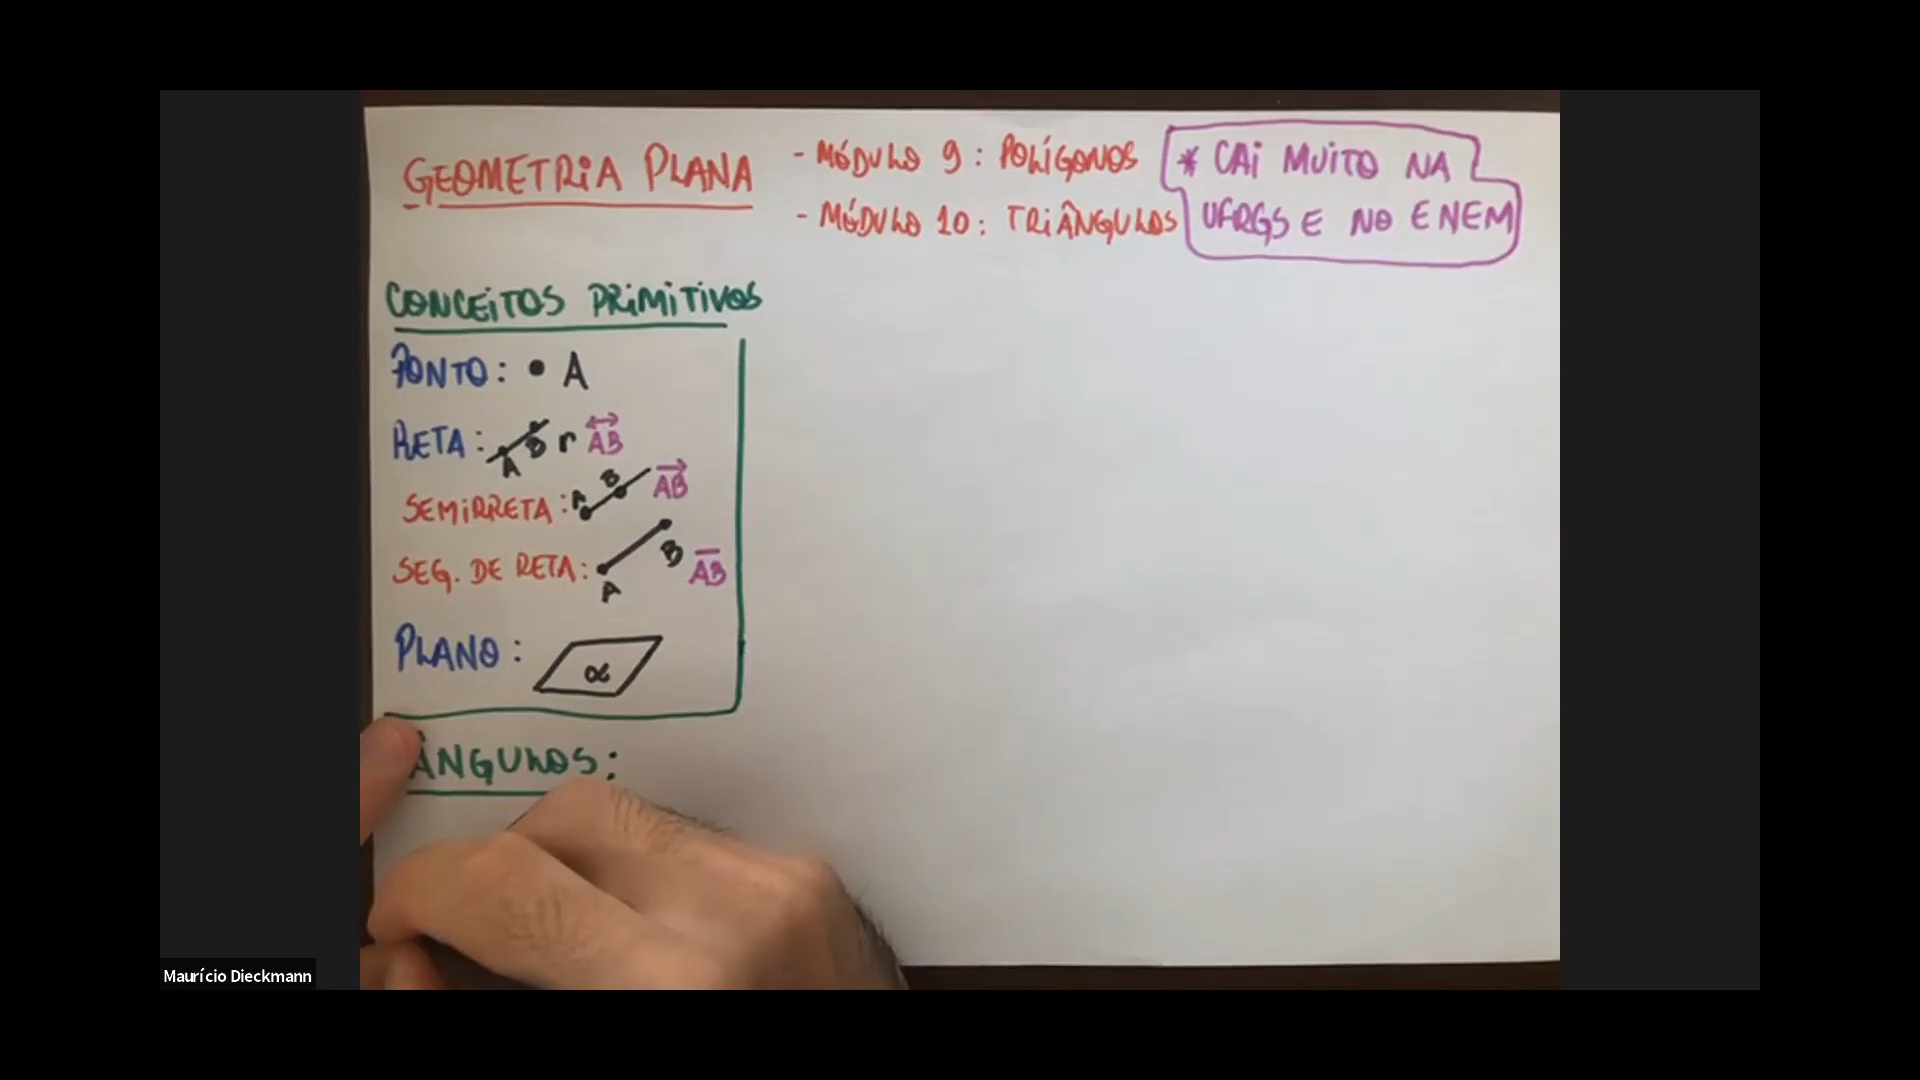 GEOMETRIA PLANA
- MÓDULO 9: POLÍGONOS
- MÓDULO 10: TRIÂNGULOS
* CAI MUITO NA
UFRGS E NO ENEM
CONCEITOS PRIMITIVOS
PONTO: • A
RETA: A B r AB
SEMIRRETA: A B AB
SEG. DE RETA: A B AB
PLANO: α
ÂNGULOS:
Maurício Dieckmann